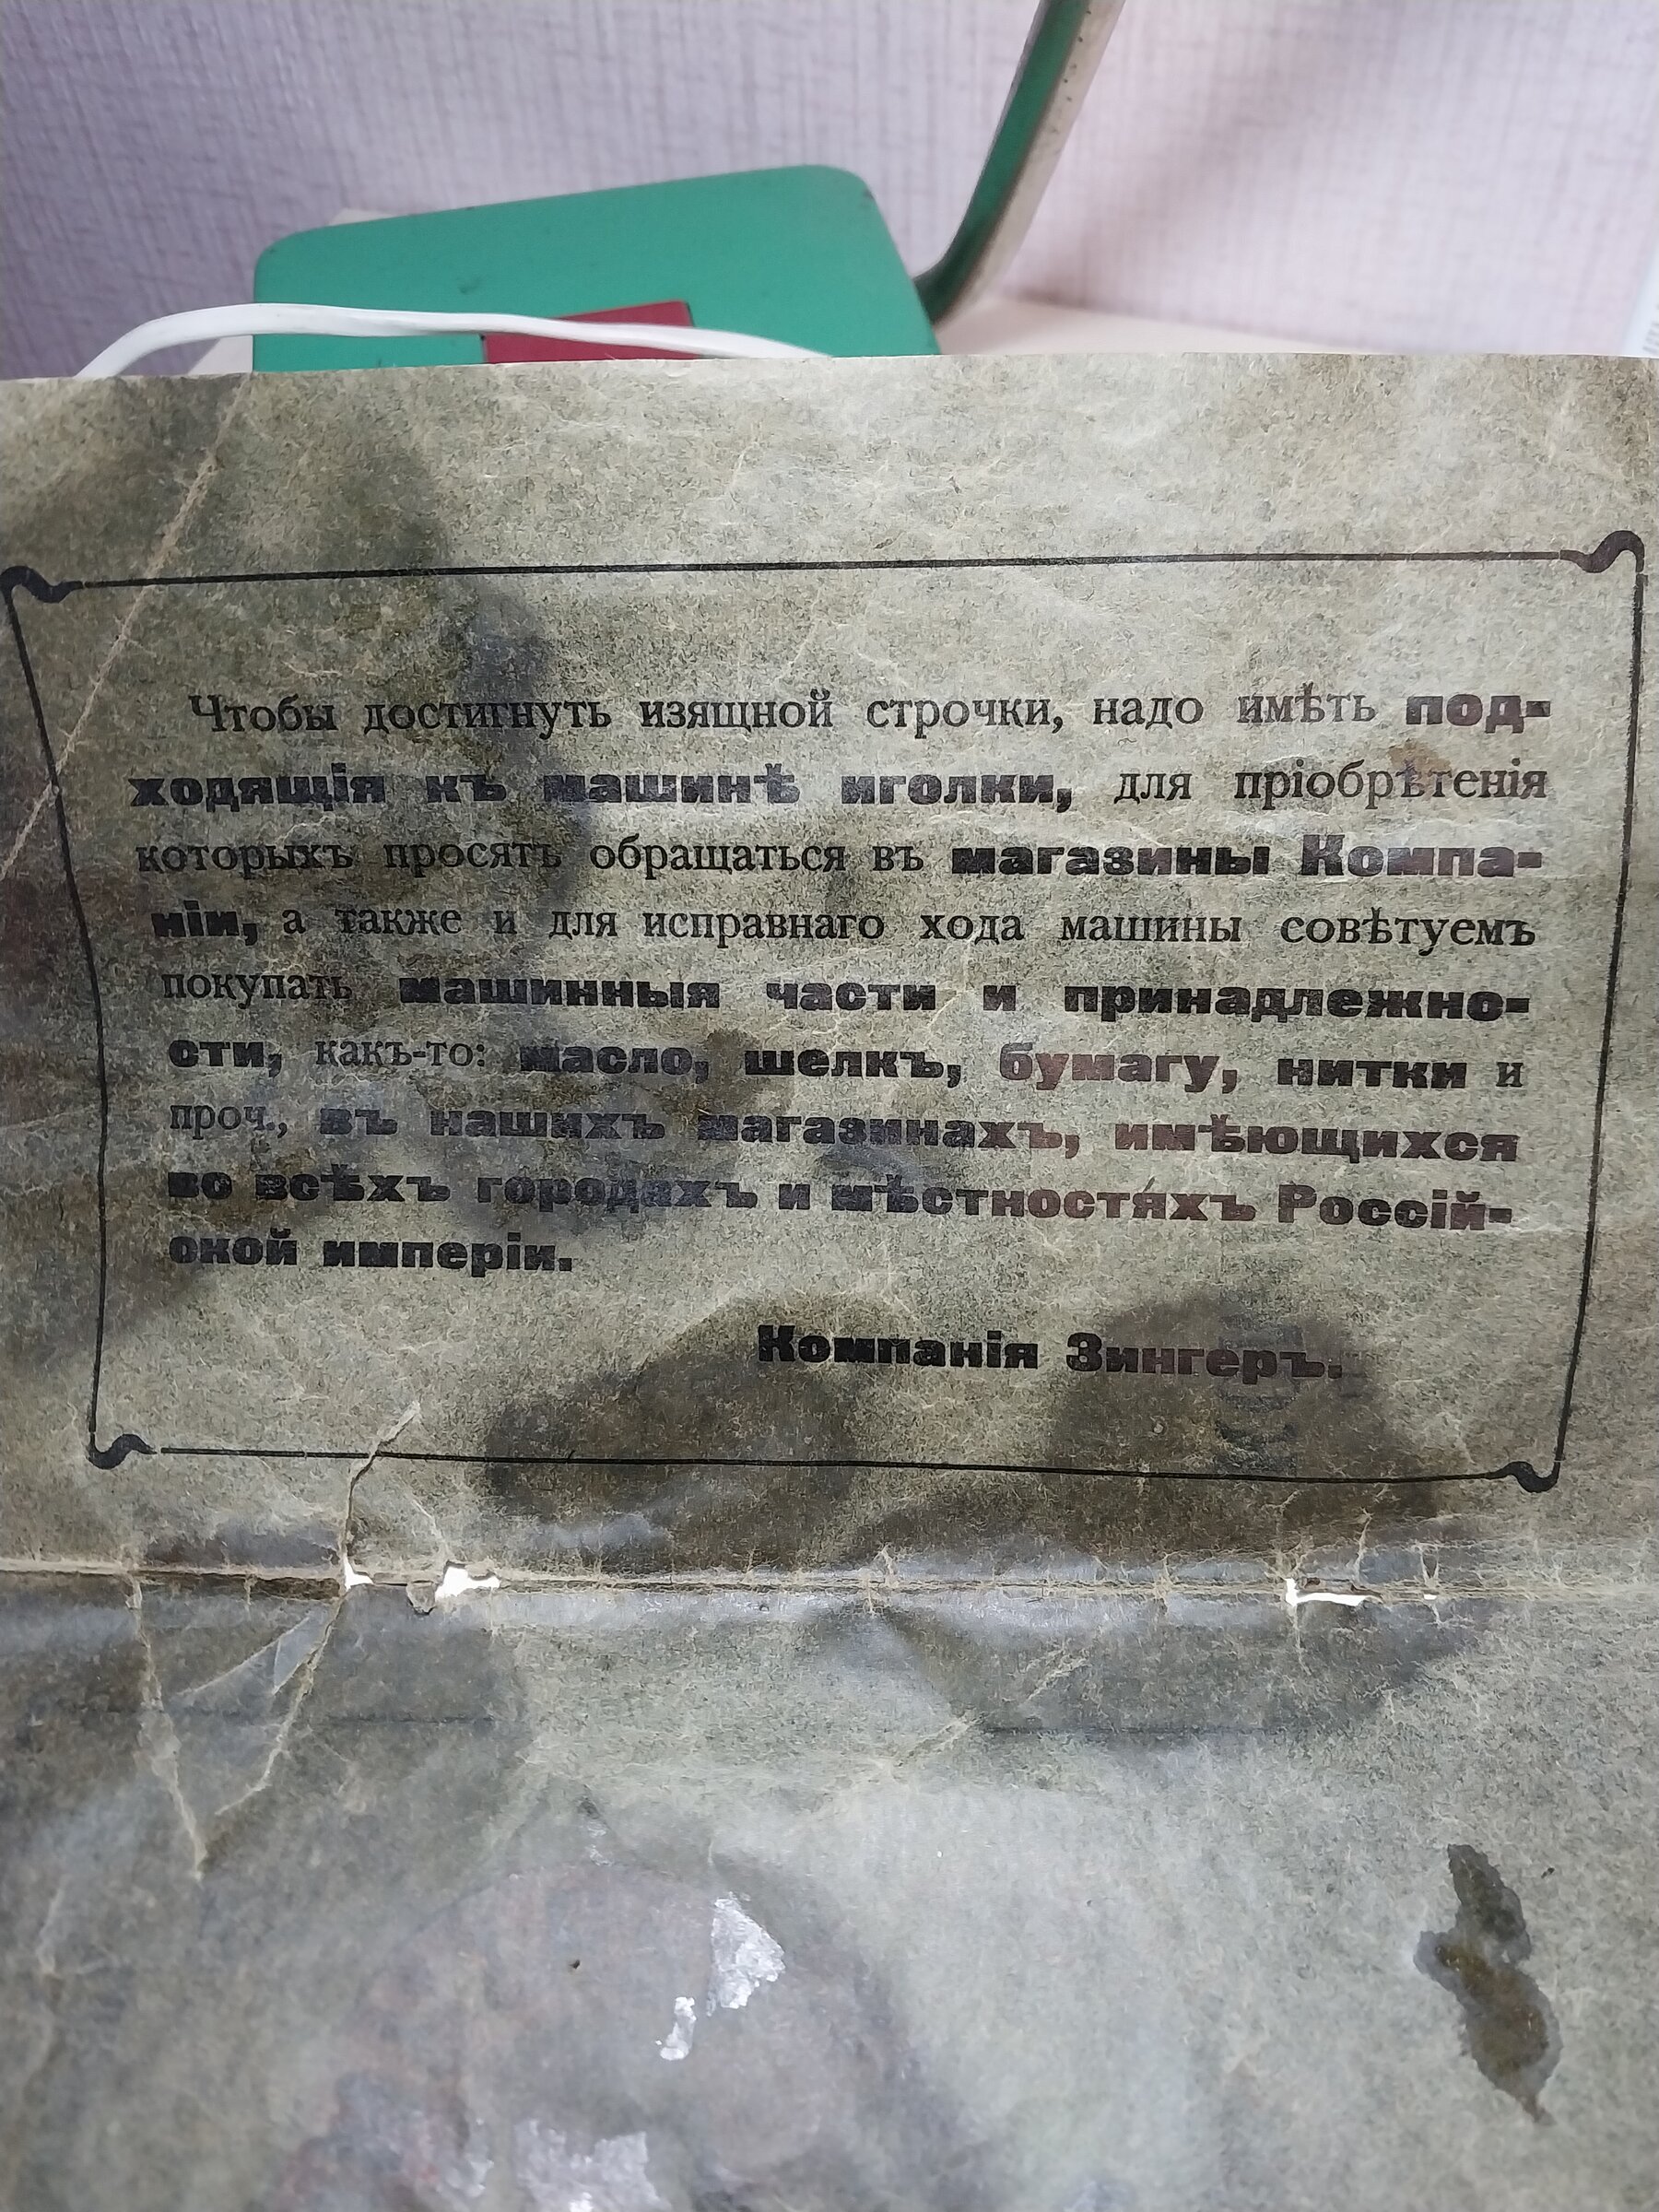 Чтобы достигнуть изящной строчки, надо имѣть под-
ходящія къ машинѣ иголки, для пріобрѣтенія
которыхъ просятъ обращаться въ магазины Компа-
ніи, а также и для исправнаго хода машины совѣтуемъ
покупать машинныя части и принадлежно-
сти, какъ-то: масло, шелкъ, бумагу, нитки и
проч., въ нашихъ магазинахъ, имѣющихся
во всѣхъ городахъ и мѣстностяхъ Россій-
ской имперіи.
Компанія Зингеръ.